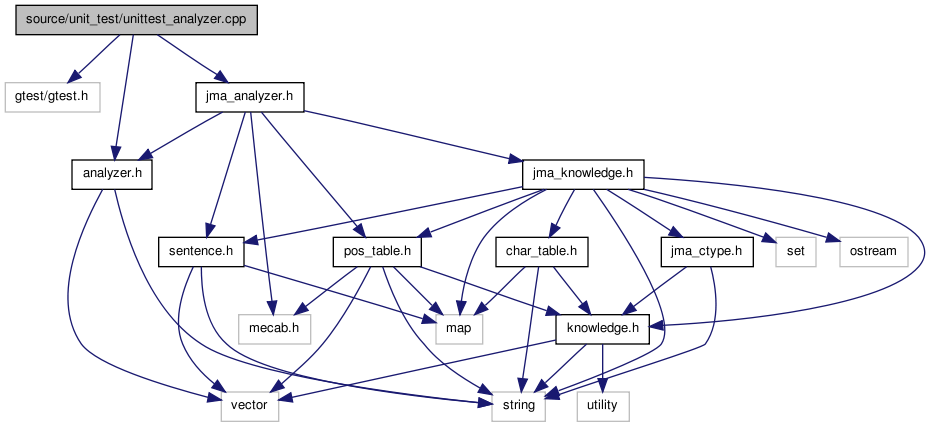 source/unit_test/unittest_analyzer.cpp
gtest/gtest.h
jma_analyzer.h
analyzer.h
jma_knowledge.h
sentence.h
pos_table.h
char_table.h
jma_ctype.h
set
ostream
mecab.h
map
knowledge.h
vector
string
utility